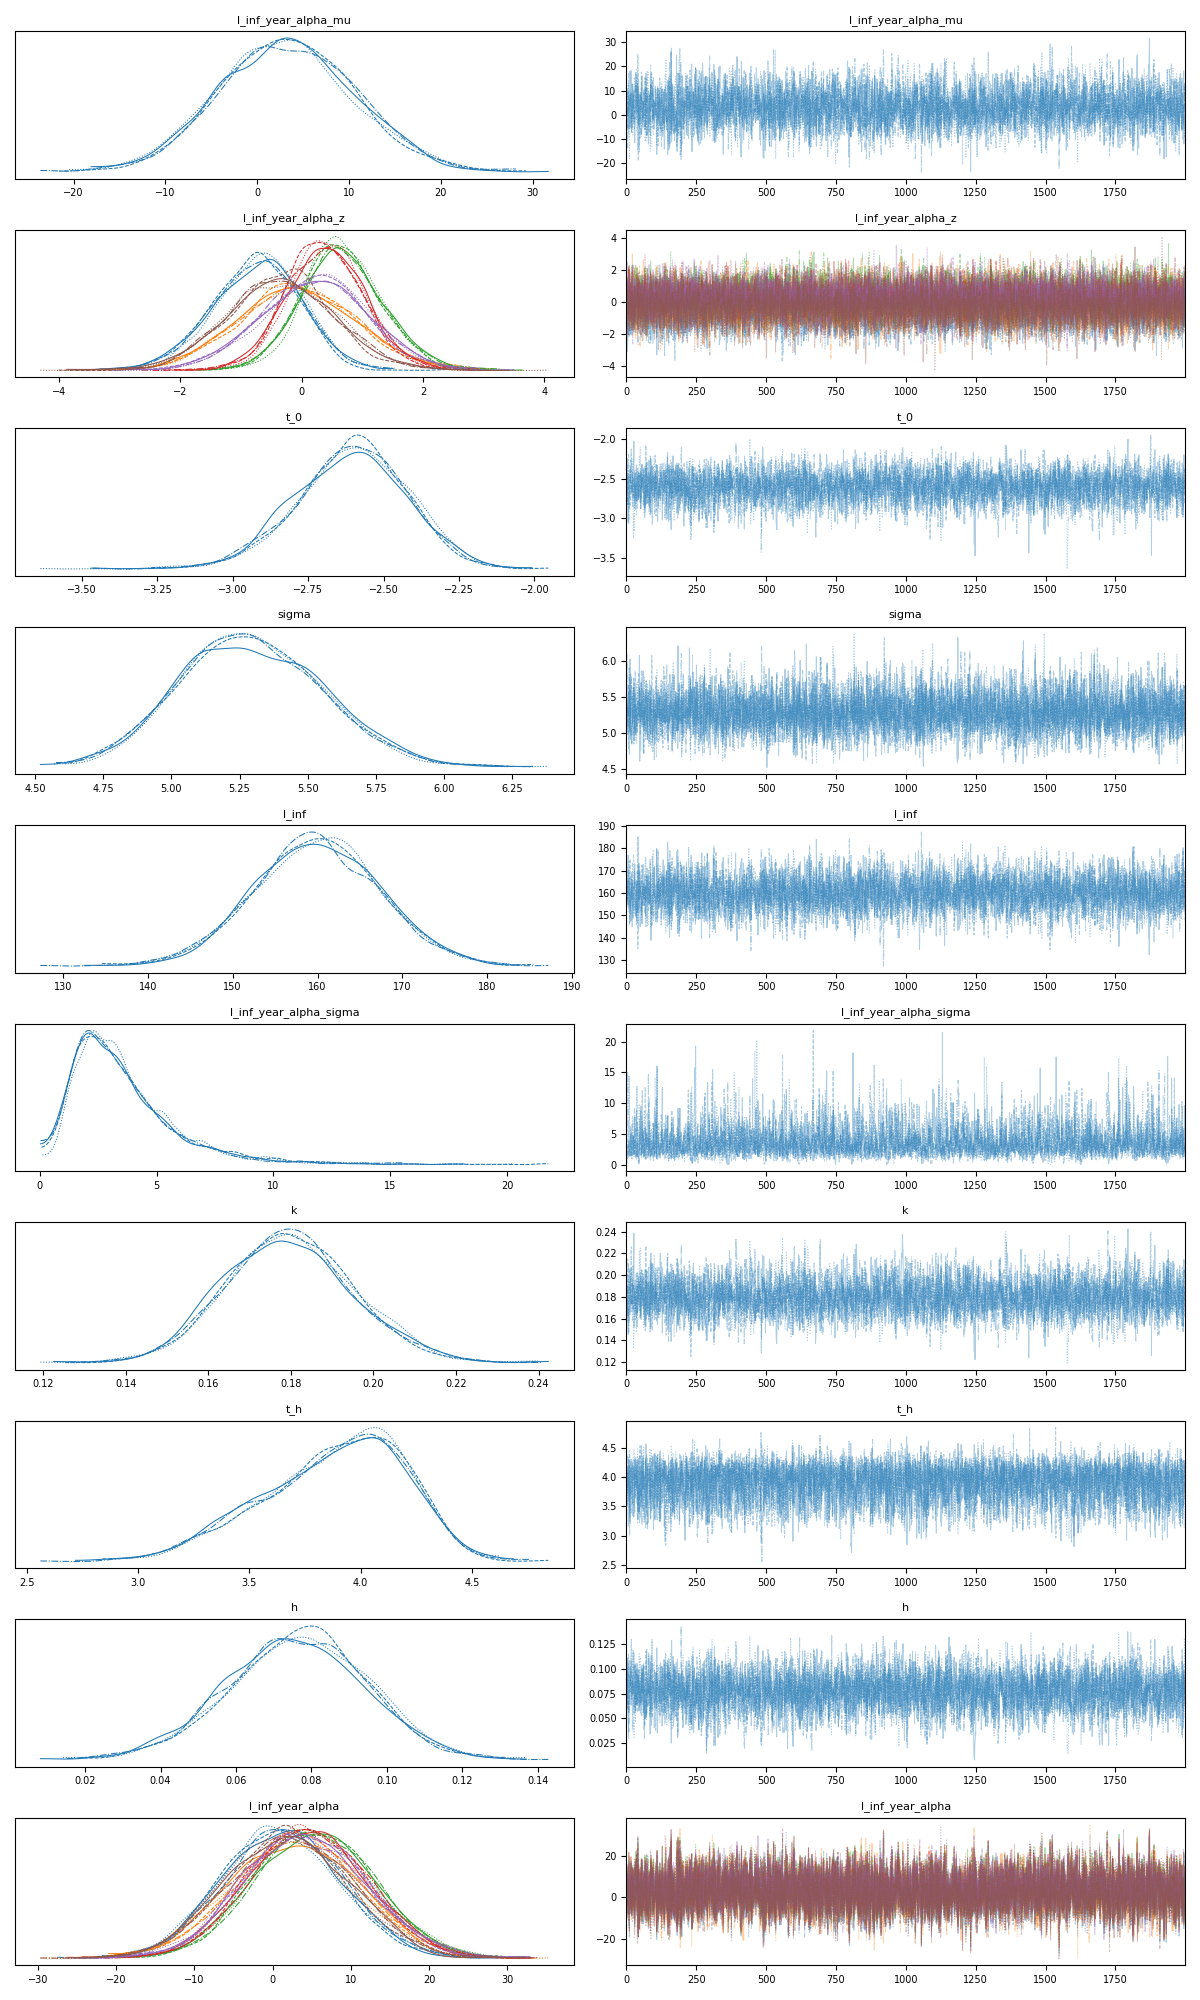 l_inf_year_alpha_mu
l_inf_year_alpha_mu
30
20
10
0
−10
−20
−20 −10 0 10 20 30
0 250 500 750 1000 1250 1500 1750
l_inf_year_alpha_z
l_inf_year_alpha_z
4
2
0
−2
−4
−4 −2 0 2 4
0 250 500 750 1000 1250 1500 1750
t_0
t_0
−2.0
−2.5
−3.0
−3.5
−3.50 −3.25 −3.00 −2.75 −2.50 −2.25 −2.00
0 250 500 750 1000 1250 1500 1750
sigma
sigma
6.0
5.5
5.0
4.5
4.50 4.75 5.00 5.25 5.50 5.75 6.00 6.25
0 250 500 750 1000 1250 1500 1750
l_inf
l_inf
190
180
170
160
150
140
130
130 140 150 160 170 180 190
0 250 500 750 1000 1250 1500 1750
l_inf_year_alpha_sigma
l_inf_year_alpha_sigma
20
15
10
5
0
0 5 10 15 20
0 250 500 750 1000 1250 1500 1750
k
k
0.24
0.22
0.20
0.18
0.16
0.14
0.12
0.12 0.14 0.16 0.18 0.20 0.22 0.24
0 250 500 750 1000 1250 1500 1750
t_h
t_h
4.5
4.0
3.5
3.0
2.5
2.5 3.0 3.5 4.0 4.5
0 250 500 750 1000 1250 1500 1750
h
h
0.125
0.100
0.075
0.050
0.025
0.02 0.04 0.06 0.08 0.10 0.12 0.14
0 250 500 750 1000 1250 1500 1750
l_inf_year_alpha
l_inf_year_alpha
20
0
−20
−30 −20 −10 0 10 20 30
0 250 500 750 1000 1250 1500 1750